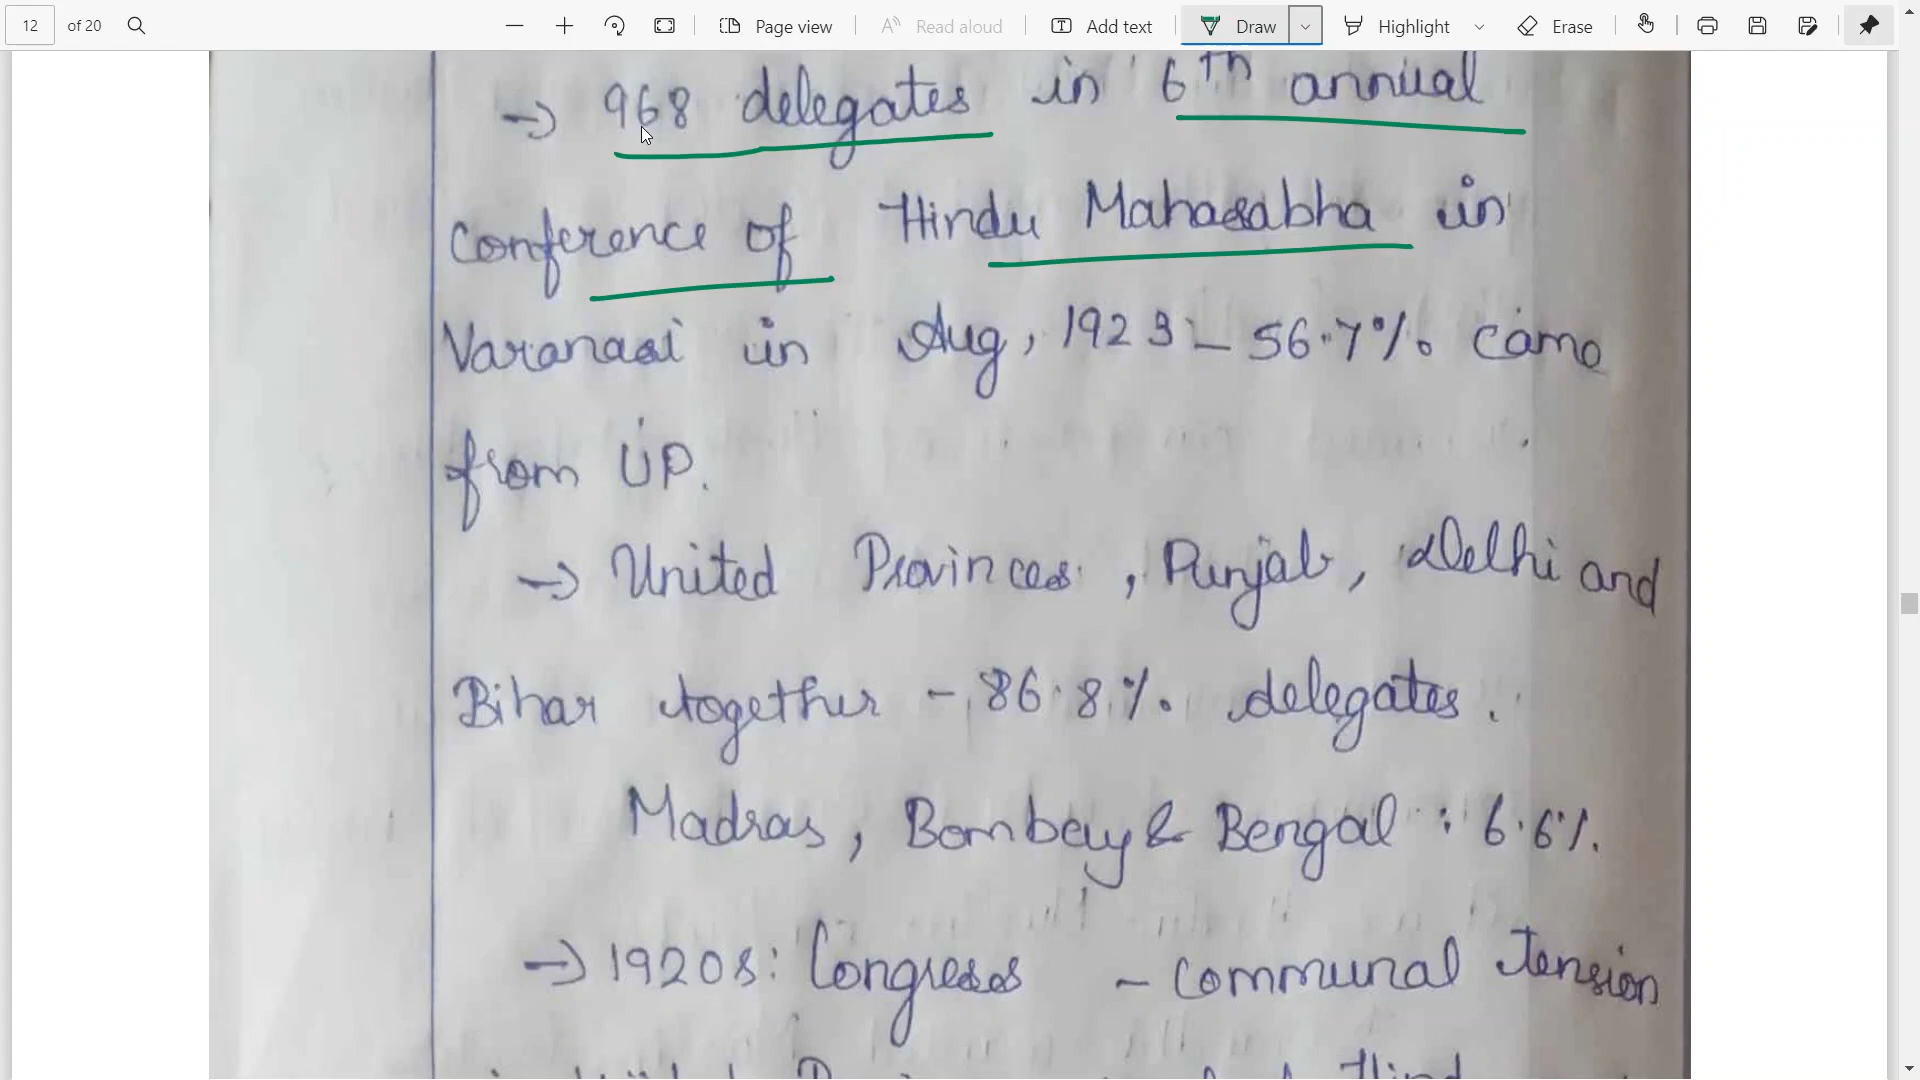 12 of 20 Page view Read aloud Add text Draw Highlight Erase
→ 968 delegates in 6th annual
conference of Hindu Mahasabha in
Varanasi in Aug, 1923 – 56.7% came
from UP.
→ United Provinces, Punjab, Delhi and
Bihar together - 86.8% delegates.
Madras, Bombay & Bengal : 6.6%.
→ 1920s: Congress - communal tension